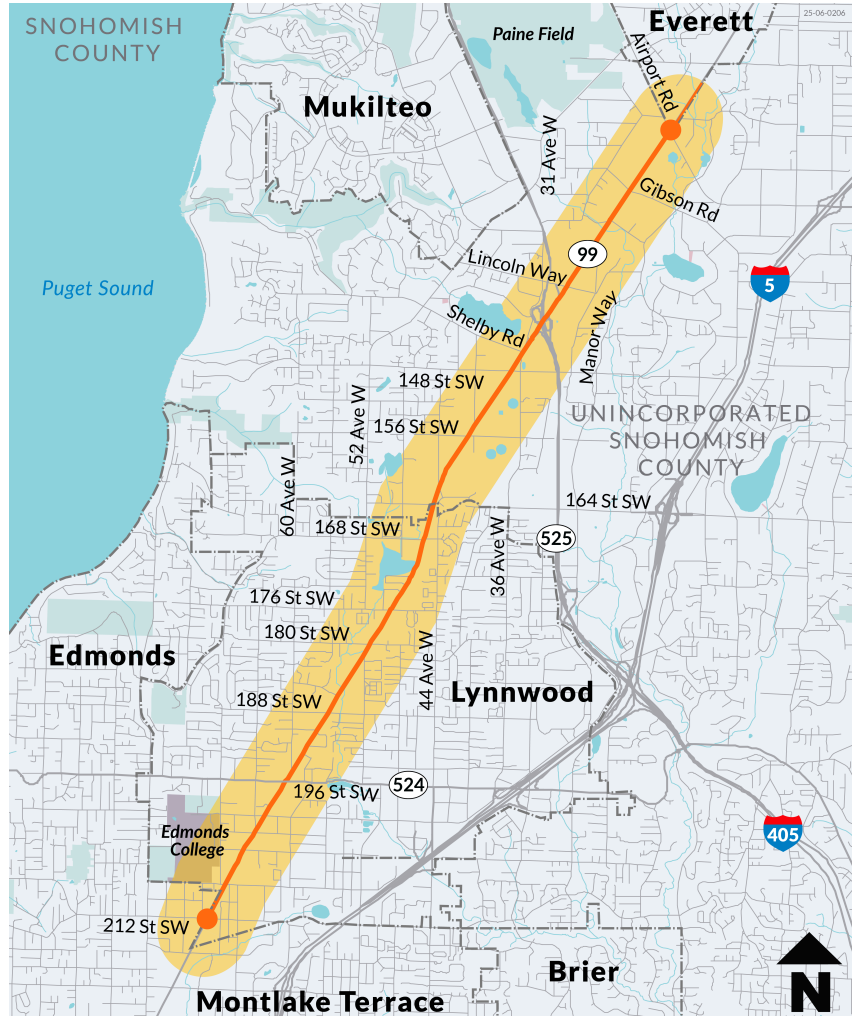 SNOHOMISH
COUNTY
25-06-0206
Everett
Paine Field
Airport Rd
Mukilteo
31 Ave W
Gibson Rd
99
Lincoln Way
5
Puget Sound
Shelby Rd
Manor Way
148 St SW
52 Ave W
156 St SW
UNINCORPORATED
SNOHOMISH
COUNTY
60 Ave W
164 St SW
168 St SW
36 Ave W
525
176 St SW
180 St SW
Edmonds
44 Ave W
Lynnwood
188 St SW
196 St SW
524
405
Edmonds
College
212 St SW
Brier
Montlake Terrace
N